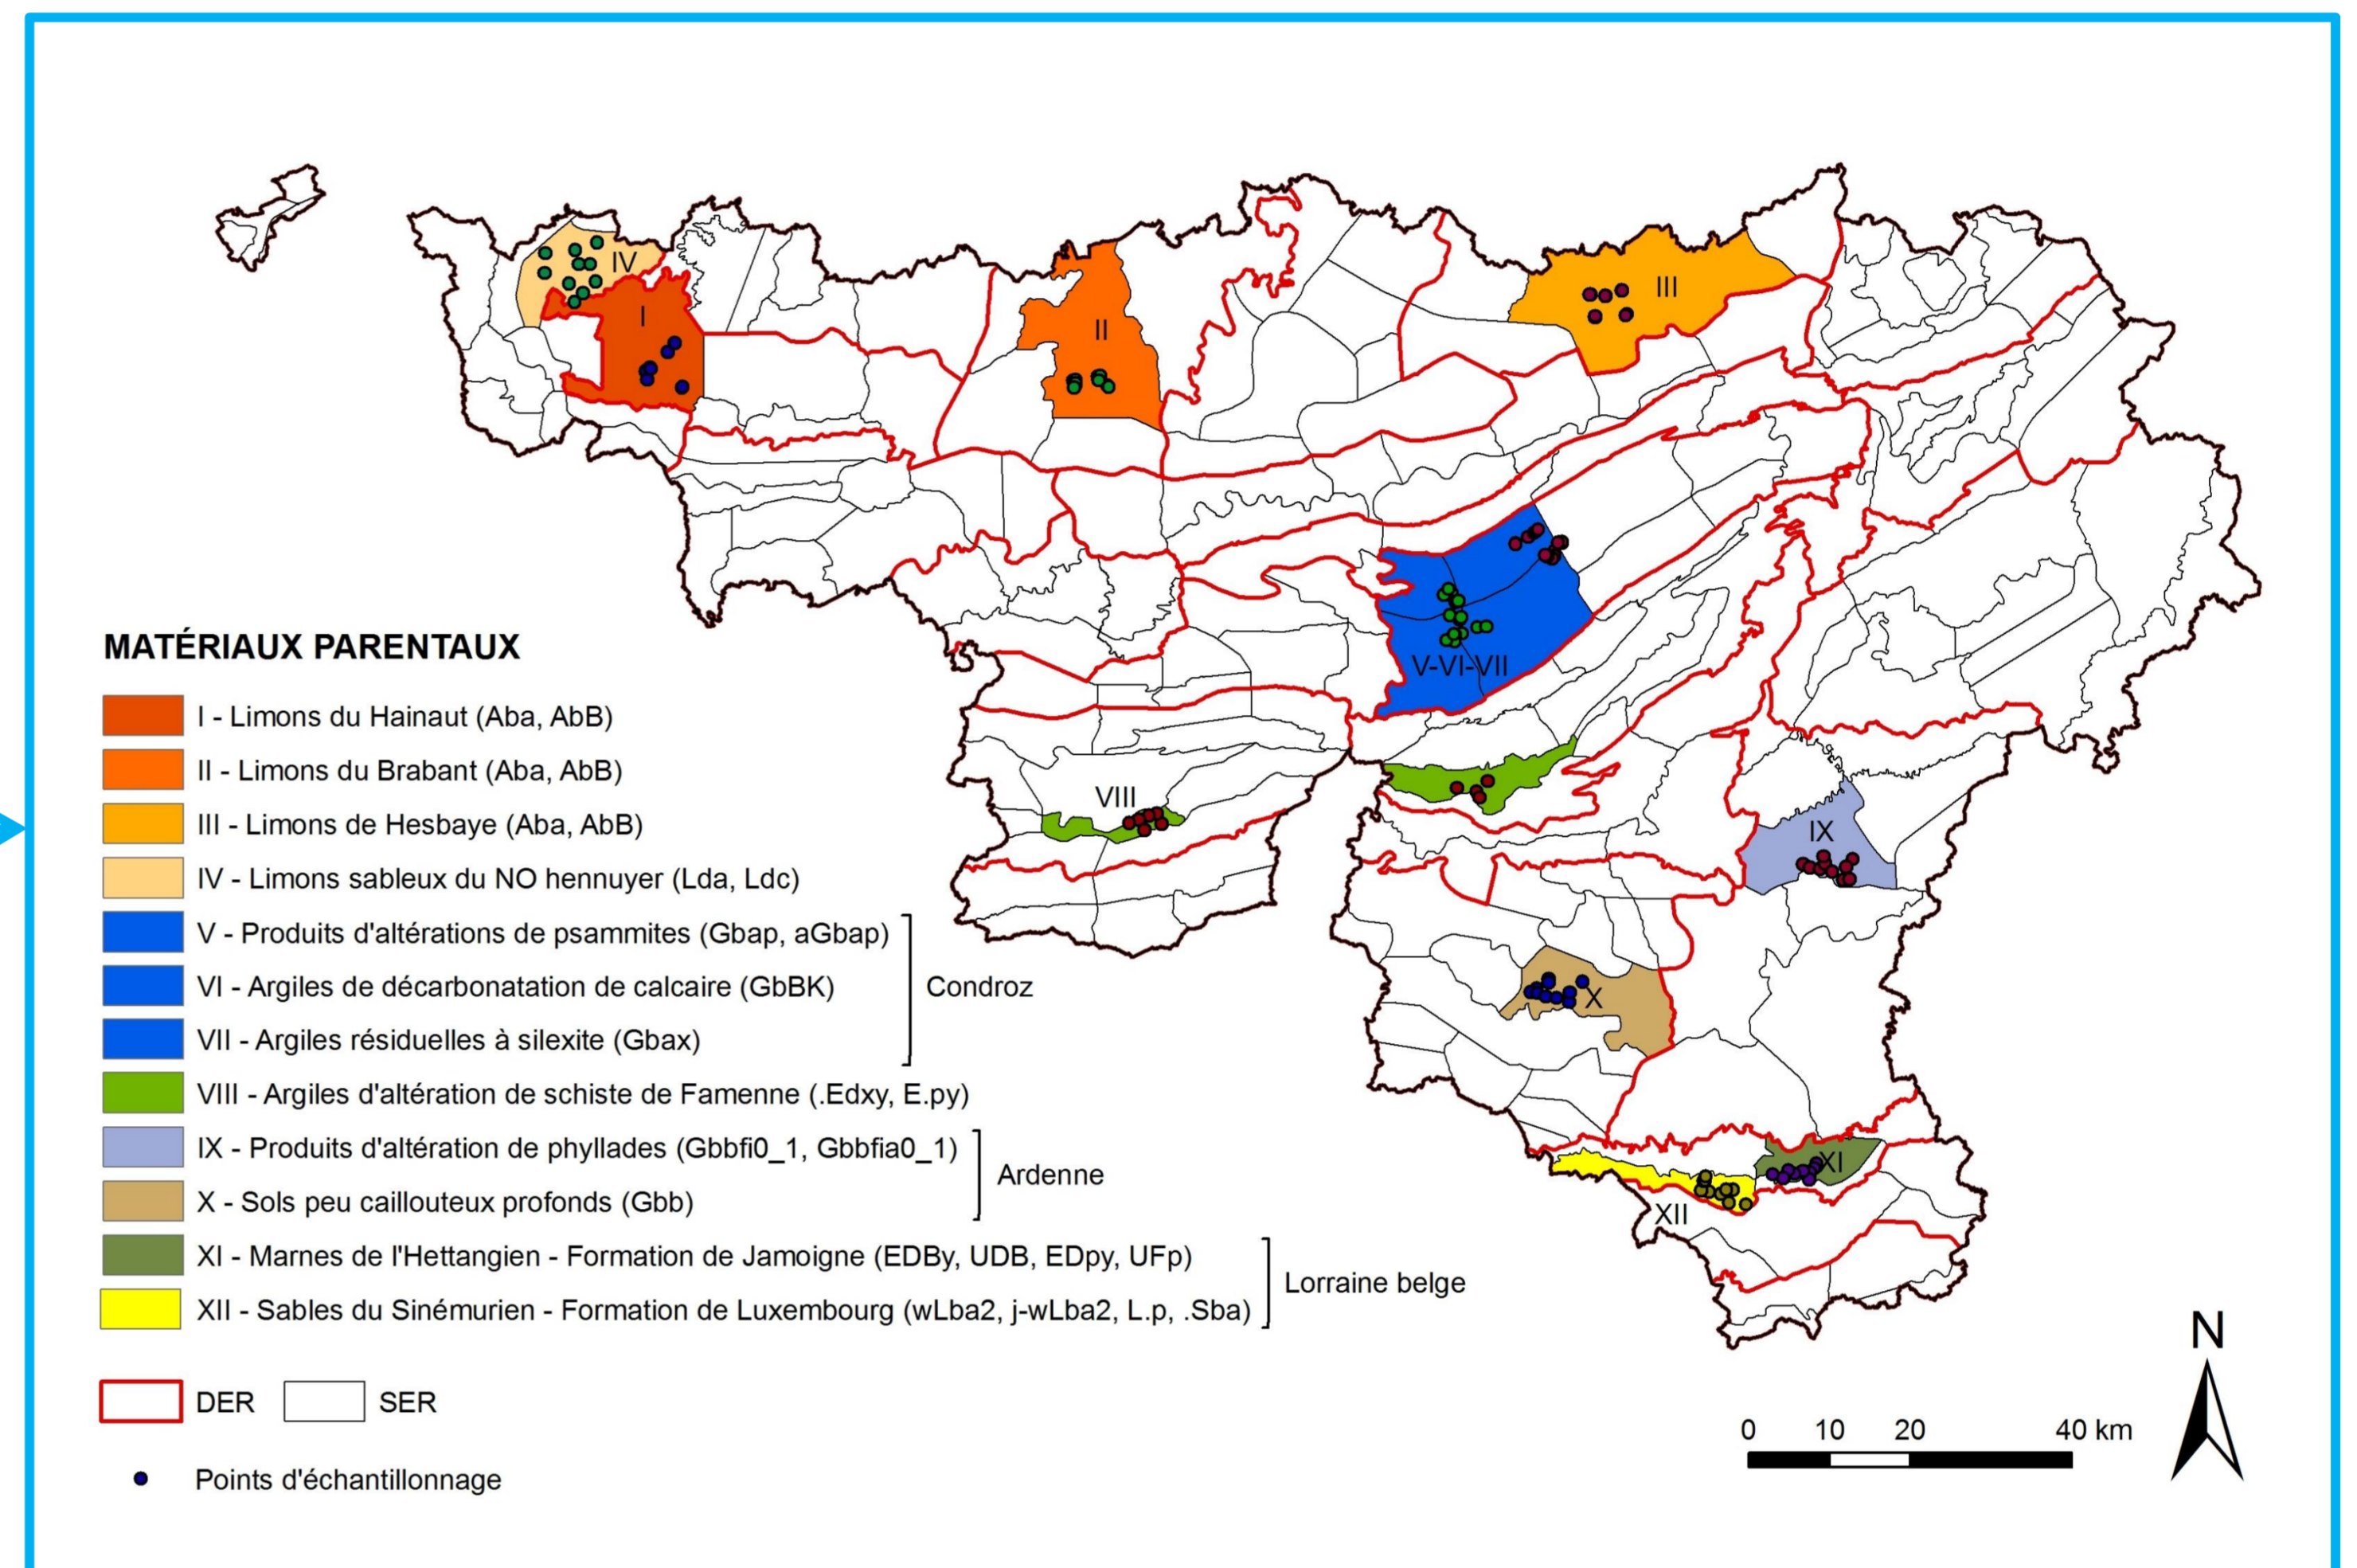 IV
I
II
III
V-VI-VII
VIII
IX
X
XI
XII
MATÉRIAUX PARENTAUX
I - Limons du Hainaut (Aba, AbB)
II - Limons du Brabant (Aba, AbB)
III - Limons de Hesbaye (Aba, AbB)
IV - Limons sableux du NO hennuyer (Lda, Ldc)
V - Produits d'altérations de psammites (Gbap, aGbap)
VI - Argiles de décarbonatation de calcaire (GbBK)
Condroz
VII - Argiles résiduelles à silexite (Gbax)
VIII - Argiles d'altération de schiste de Famenne (.Edxy, E.py)
IX - Produits d'altération de phyllades (Gbbfi0_1, Gbbfia0_1)
Ardenne
X - Sols peu caillouteux profonds (Gbb)
XI - Marnes de l'Hettangien - Formation de Jamoigne (EDBy, UDB, EDpy, UFp)
Lorraine belge
XII - Sables du Sinémurien - Formation de Luxembourg (wLba2, j-wLba2, L.p, .Sba)
DER SER
Points d'échantillonnage
N
0 10 20 40 km